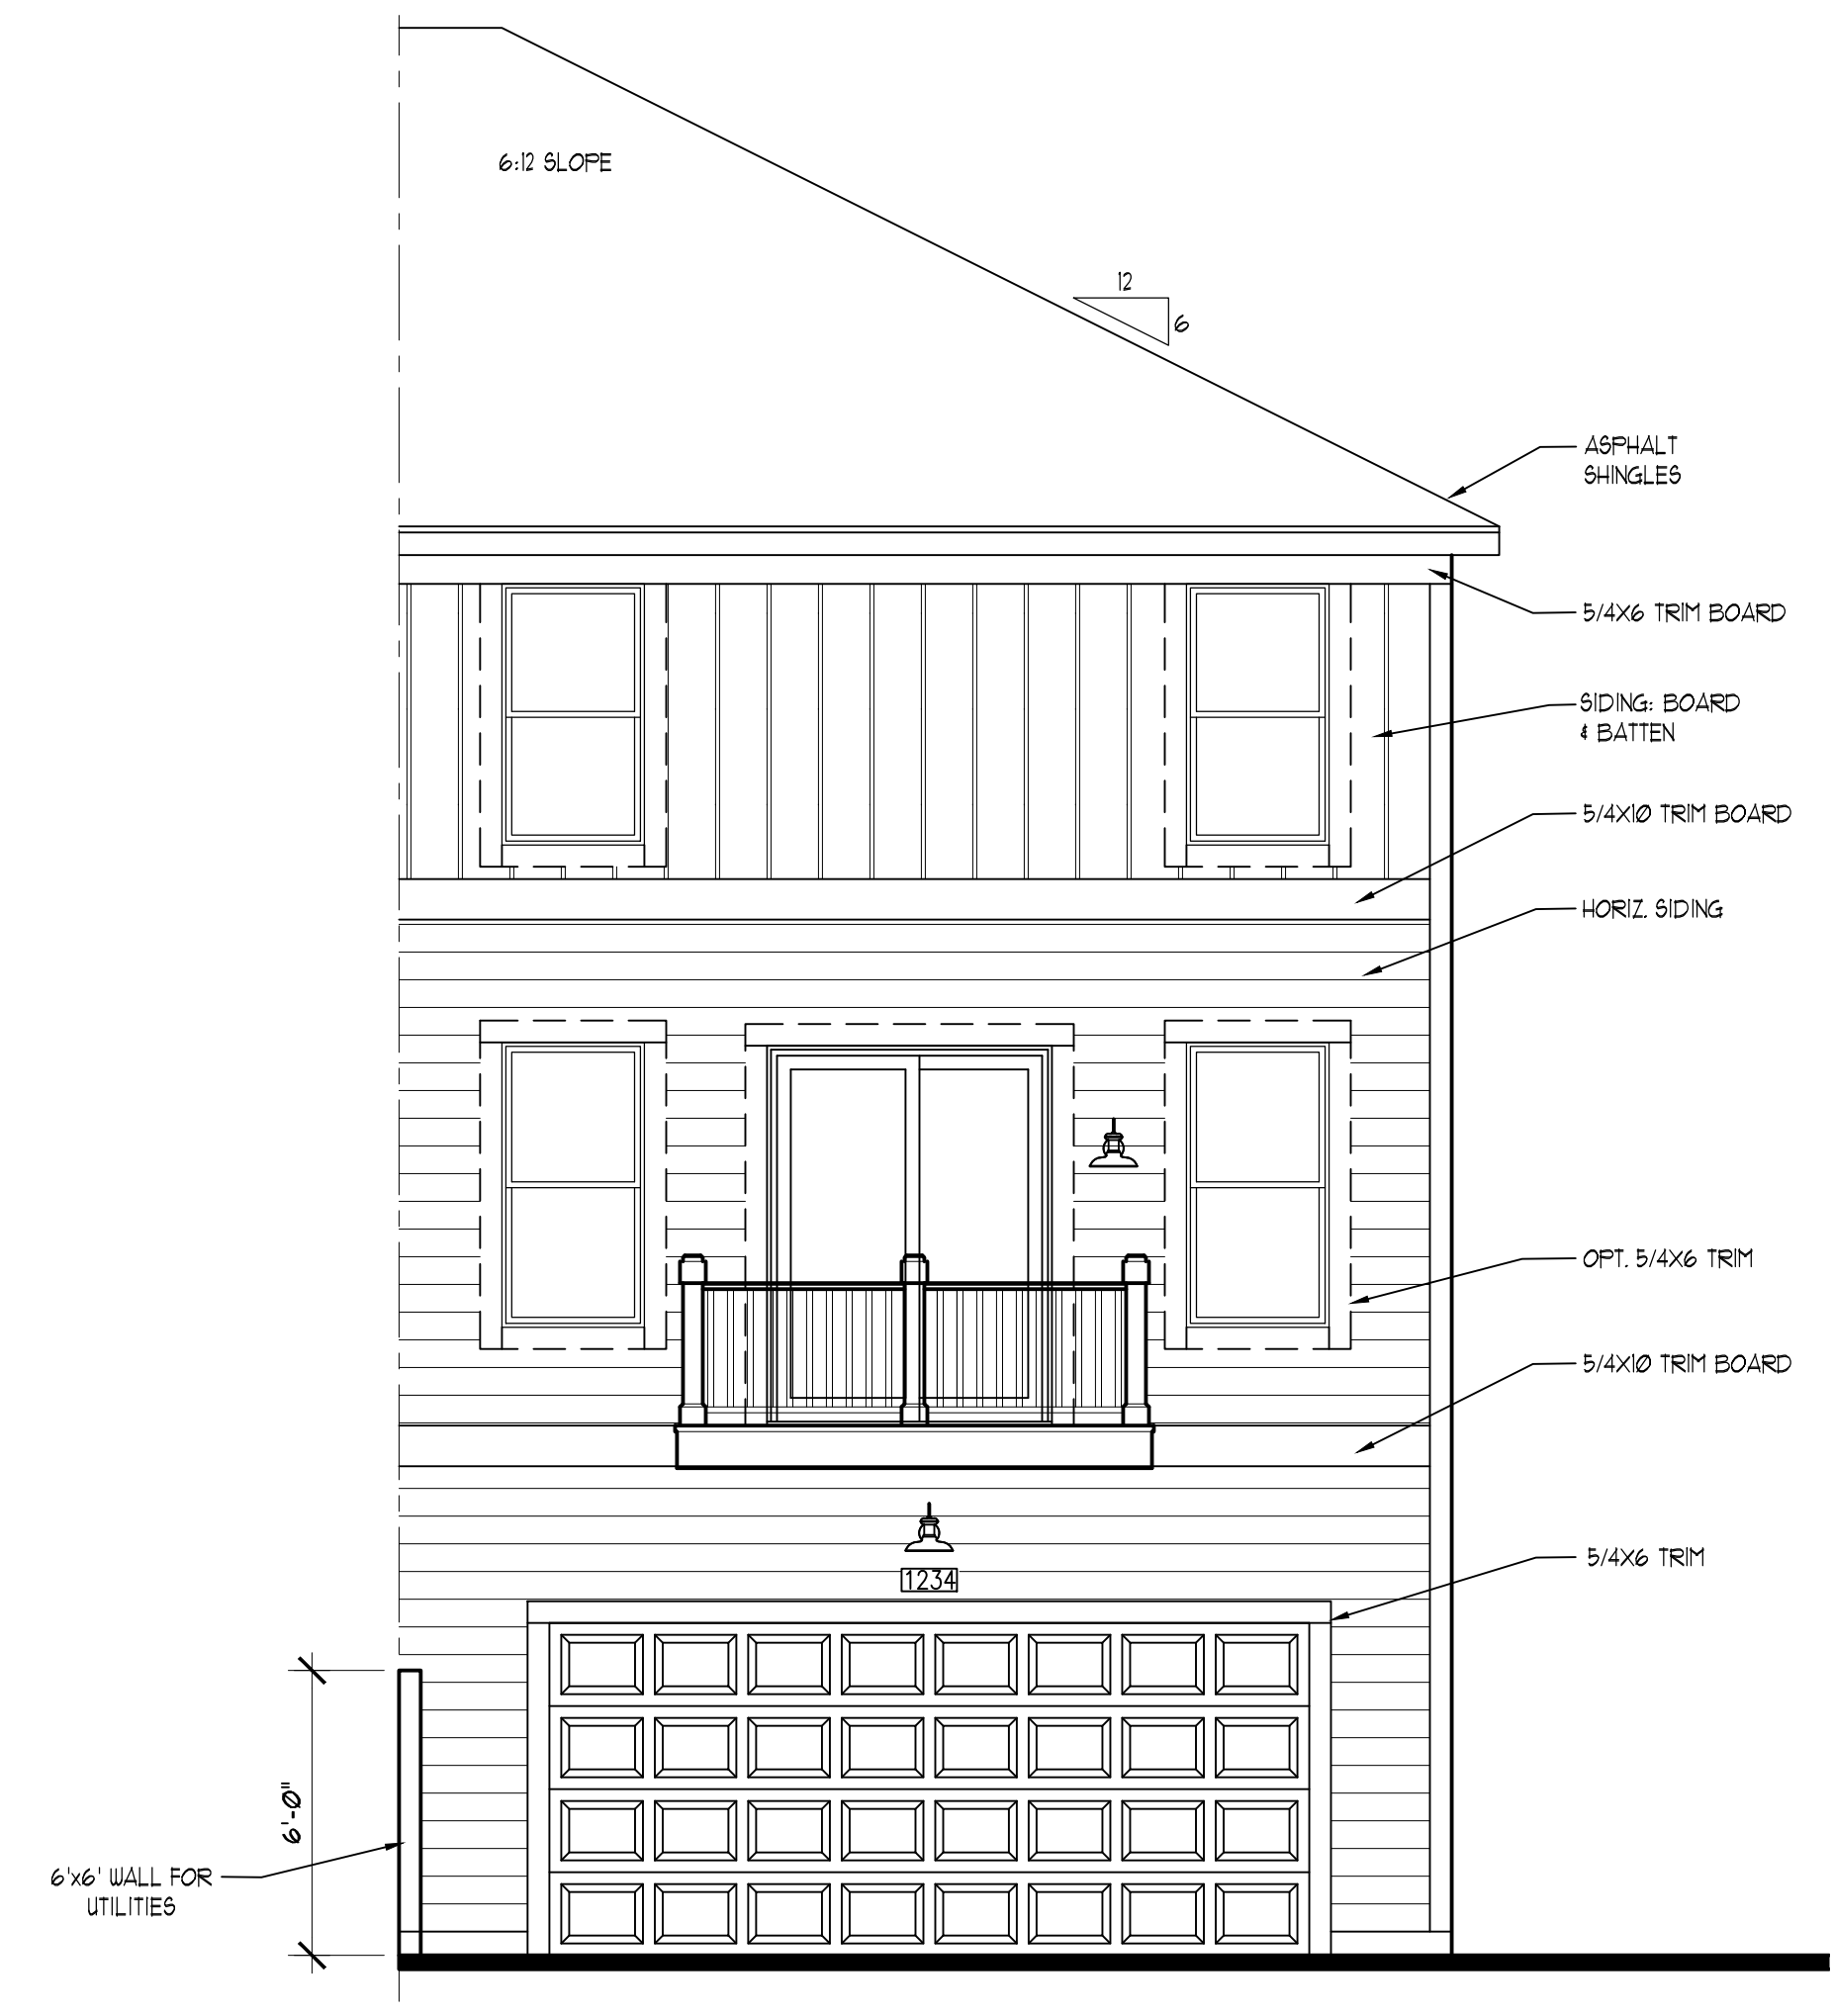 6:12 SLOPE
12
6
ASPHALT
SHINGLES
5/4X6 TRIM BOARD
SIDING: BOARD
& BATTEN
5/4X10 TRIM BOARD
HORIZ. SIDING
OPT. 5/4X6 TRIM
5/4X10 TRIM BOARD
1234
5/4X6 TRIM
6'-0"
6'x6' WALL FOR
UTILITIES